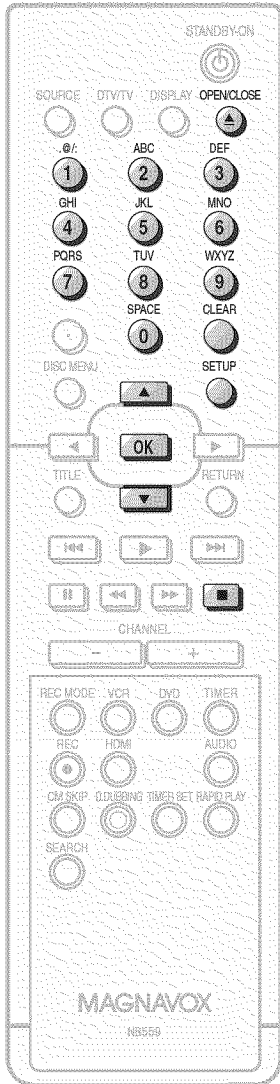 STANDBY-ON
SOURCE DTV/TV DISPLAY OPEN/CLOSE
.@/: ABC DEF
1 2 3
GHI JKL MNO
4 5 6
PQRS TUV WXYZ
7 8 9
SPACE CLEAR
0
DISC MENU SETUP
OK
TITLE RETURN
CHANNEL
− +
REC MODE VCR DVD TIMER
REC HDMI AUDIO
CM SKIP D.DUBBING TIMER SET RAPID PLAY
SEARCH
MAGNAVOX
NB559